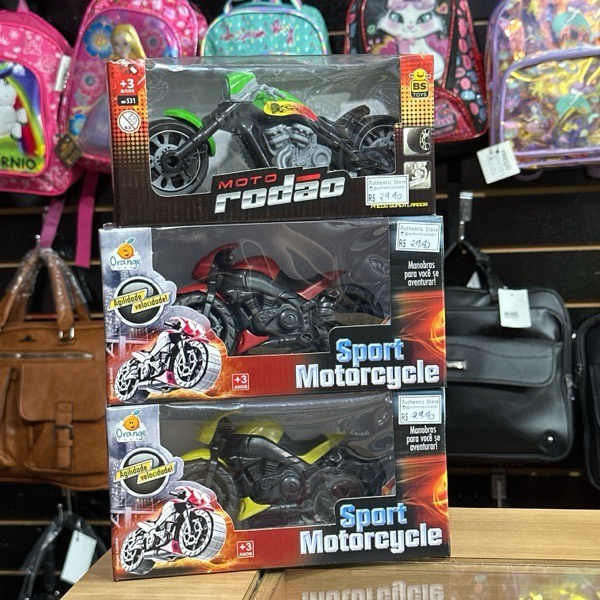 ORNIO
+3
ANOS
531
BS
TOYS
MOTO
rodão
Authentic Store
R$ 29,90
Orange
Agilidade
velocidade!
Authentic Store
R$ 29,90
Manobras
para você se
aventurar!
+3
ANOS
Sport
Motorcycle
Orange
Agilidade
velocidade!
Authentic Store
R$ 29,90
Manobras
para você se
aventurar!
+3
ANOS
Sport
Motorcycle